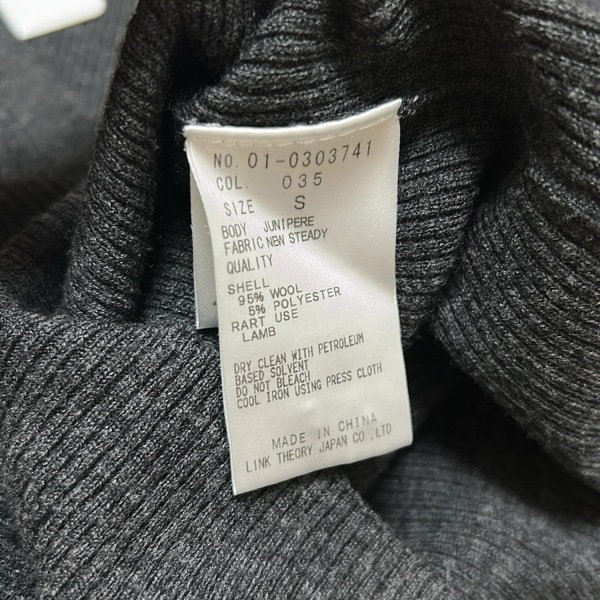 NO. 01-0303741
COL. 035
SIZE S
BODY JUNIPERE
FABRIC NBN STEADY
QUALITY
SHELL
95% WOOL
5% POLYESTER
RART USE
LAMB
DRY CLEAN WITH PETROLEUM
BASED SOLVENT
DO NOT BLEACH
COOL IRON USING PRESS CLOTH
MADE IN CHINA
LINK THEORY JAPAN CO.,LTD